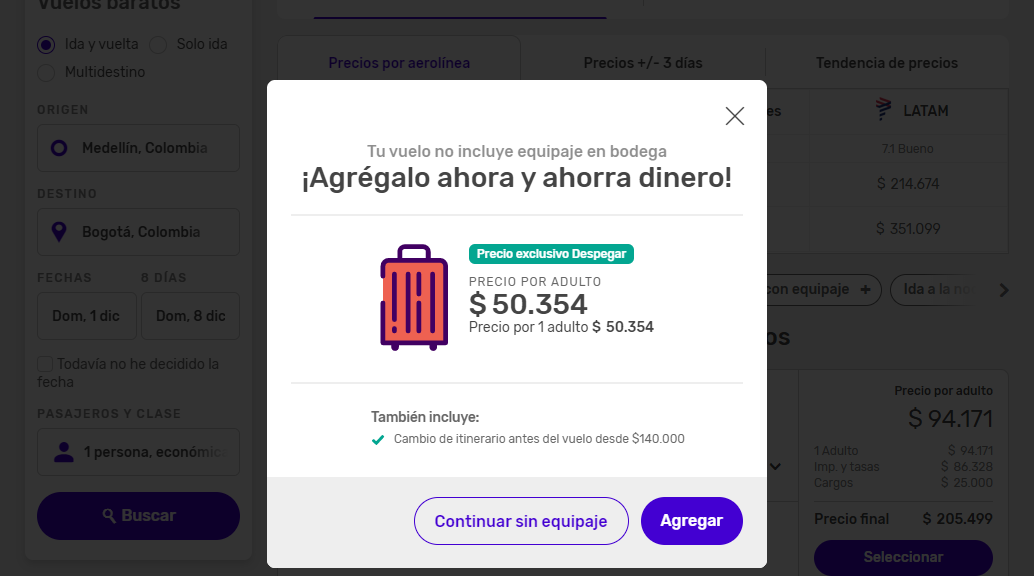 Vuelos baratos
Ida y vuelta
Solo ida
Multidestino
ORIGEN
Medellín, Colombia
DESTINO
Bogotá, Colombia
FECHAS
8 DÍAS
Dom, 1 dic
Dom, 8 dic
Todavía no he decidido la
fecha
PASAJEROS Y CLASE
1 persona, económica
Buscar
Precios por aerolínea
Precios +/- 3 días
Tendencia de precios
LATAM
7.1 Bueno
$ 214.674
$ 351.099
con equipaje +
Ida a la
Tu vuelo no incluye equipaje en bodega
¡Agrégalo ahora y ahorra dinero!
Precio exclusivo Despegar
PRECIO POR ADULTO
$ 50.354
Precio por 1 adulto $ 50.354
También incluye:
Cambio de itinerario antes del vuelo desde $140.000
Continuar sin equipaje
Agregar
Precio por adulto
$ 94.171
1 Adulto $ 94.171
Imp. y tasas $ 86.328
Cargos $ 25.000
Precio final $ 205.499
Seleccionar